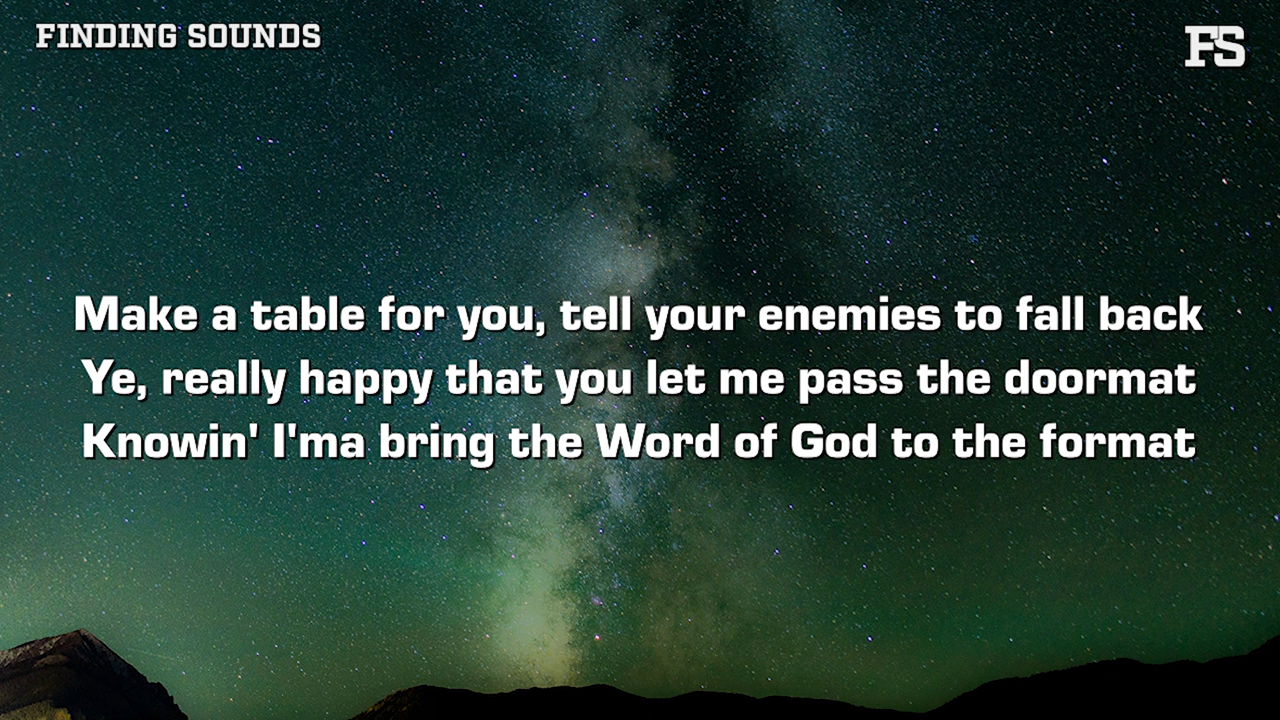 FINDING SOUNDS
FS
Make a table for you, tell your enemies to fall back
Ye, really happy that you let me pass the doormat
Knowin' I'ma bring the Word of God to the format